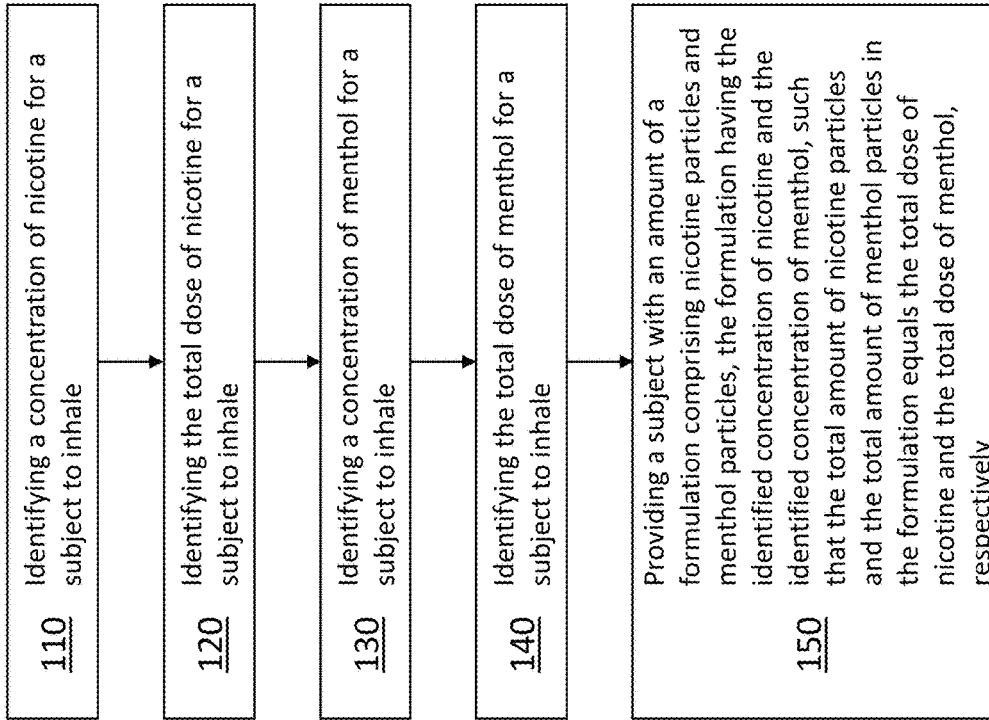 110
Identifying a concentration of nicotine for a
subject to inhale
120
Identifying the total dose of nicotine for a
subject to inhale
130
Identifying a concentration of menthol for a
subject to inhale
140
Identifying the total dose of menthol for a
subject to inhale
150
Providing a subject with an amount of a
formulation comprising nicotine particles and
menthol particles, the formulation having the
identified concentration of nicotine and the
identified concentration of menthol, such
that the total amount of nicotine particles
and the total amount of menthol particles in
the formulation equals the total dose of
nicotine and the total dose of menthol,
respectively